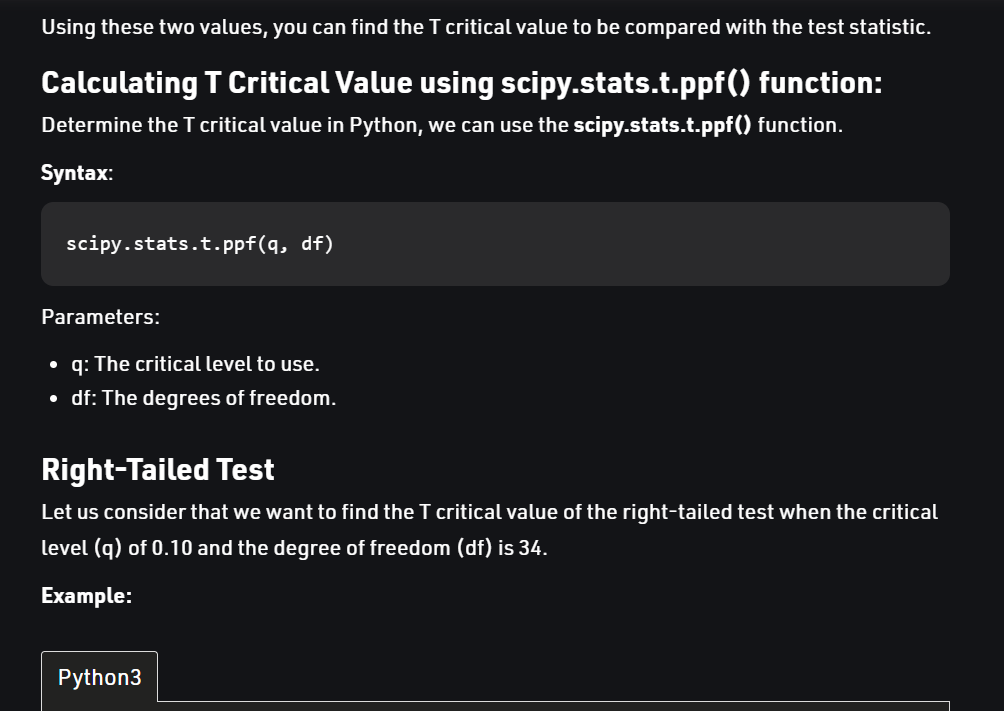 Using these two values, you can find the T critical value to be compared with the test statistic.
Calculating T Critical Value using scipy.stats.t.ppf() function:
Determine the T critical value in Python, we can use the scipy.stats.t.ppf() function.
Syntax:
scipy.stats.t.ppf(q, df)
Parameters:
• q: The critical level to use.
• df: The degrees of freedom.
Right-Tailed Test
Let us consider that we want to find the T critical value of the right-tailed test when the critical
level (q) of 0.10 and the degree of freedom (df) is 34.
Example:
Python3